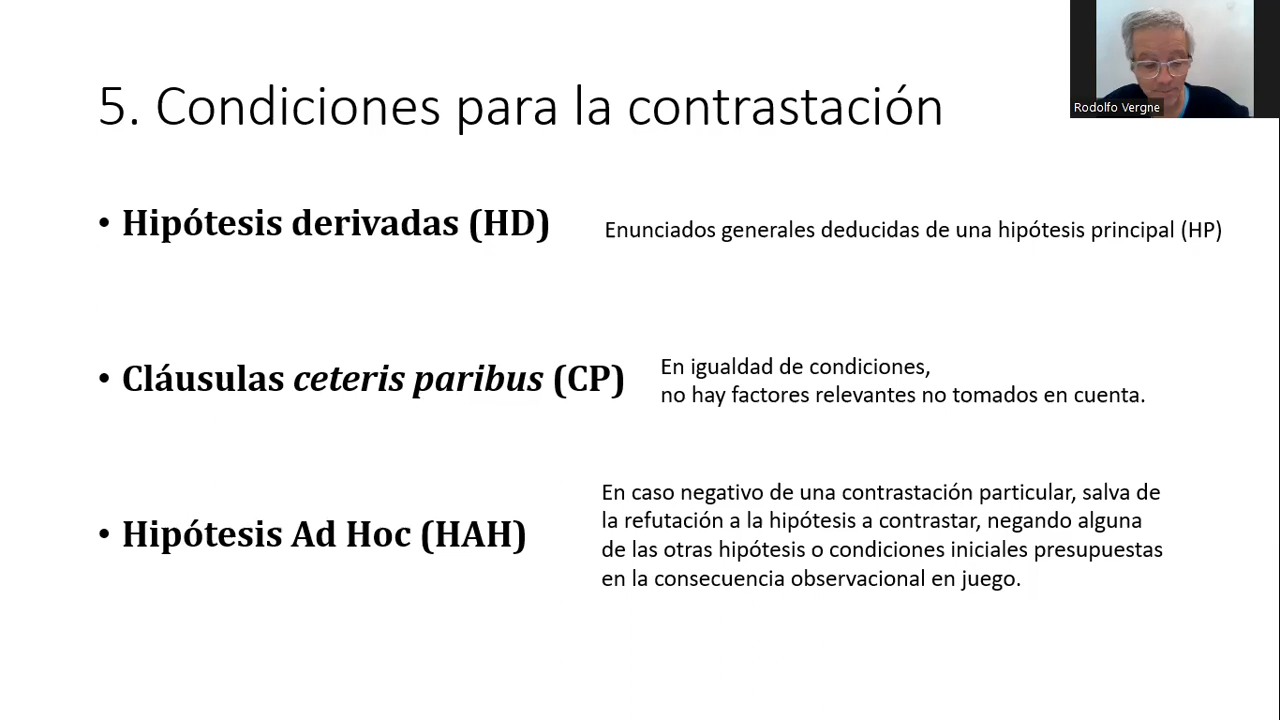 5. Condiciones para la contrastación
Rodolfo Vergne
• Hipótesis derivadas (HD)
Enunciados generales deducidas de una hipótesis principal (HP)
• Cláusulas ceteris paribus (CP)
En igualdad de condiciones,
no hay factores relevantes no tomados en cuenta.
• Hipótesis Ad Hoc (HAH)
En caso negativo de una contrastación particular, salva de
la refutación a la hipótesis a contrastar, negando alguna
de las otras hipótesis o condiciones iniciales presupuestas
en la consecuencia observacional en juego.